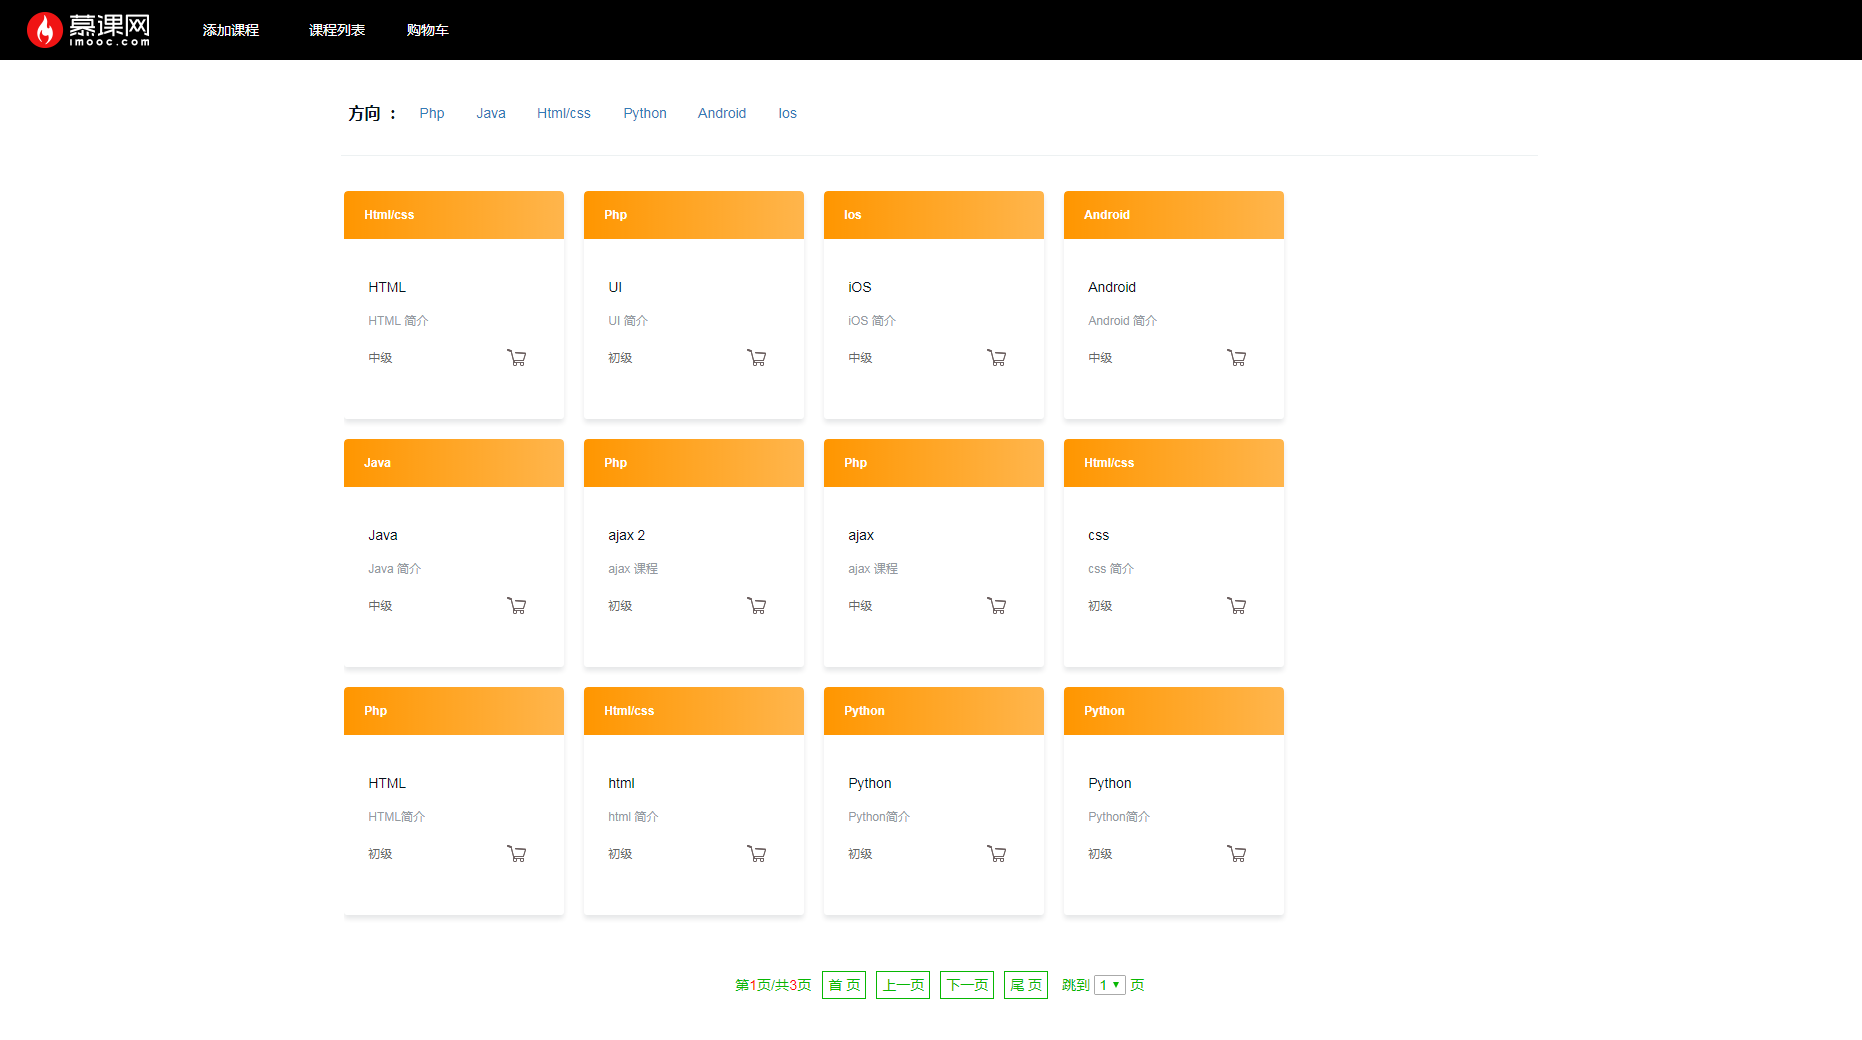 慕课网
imooc.com
添加课程 课程列表 购物车
方向 : Php Java Html/css Python Android Ios
Html/css Php Ios Android
HTML UI iOS Android
HTML 简介 UI 简介 iOS 简介 Android 简介
中级 初级 中级 中级
Java Php Php Html/css
Java ajax 2 ajax css
Java 简介 ajax 课程 ajax 课程 css 简介
中级 初级 中级 初级
Php Html/css Python Python
HTML html Python Python
HTML简介 html 简介 Python简介 Python简介
初级 初级 初级 初级
第1页/共3页 首 页 上一页 下一页 尾 页 跳到 1 页